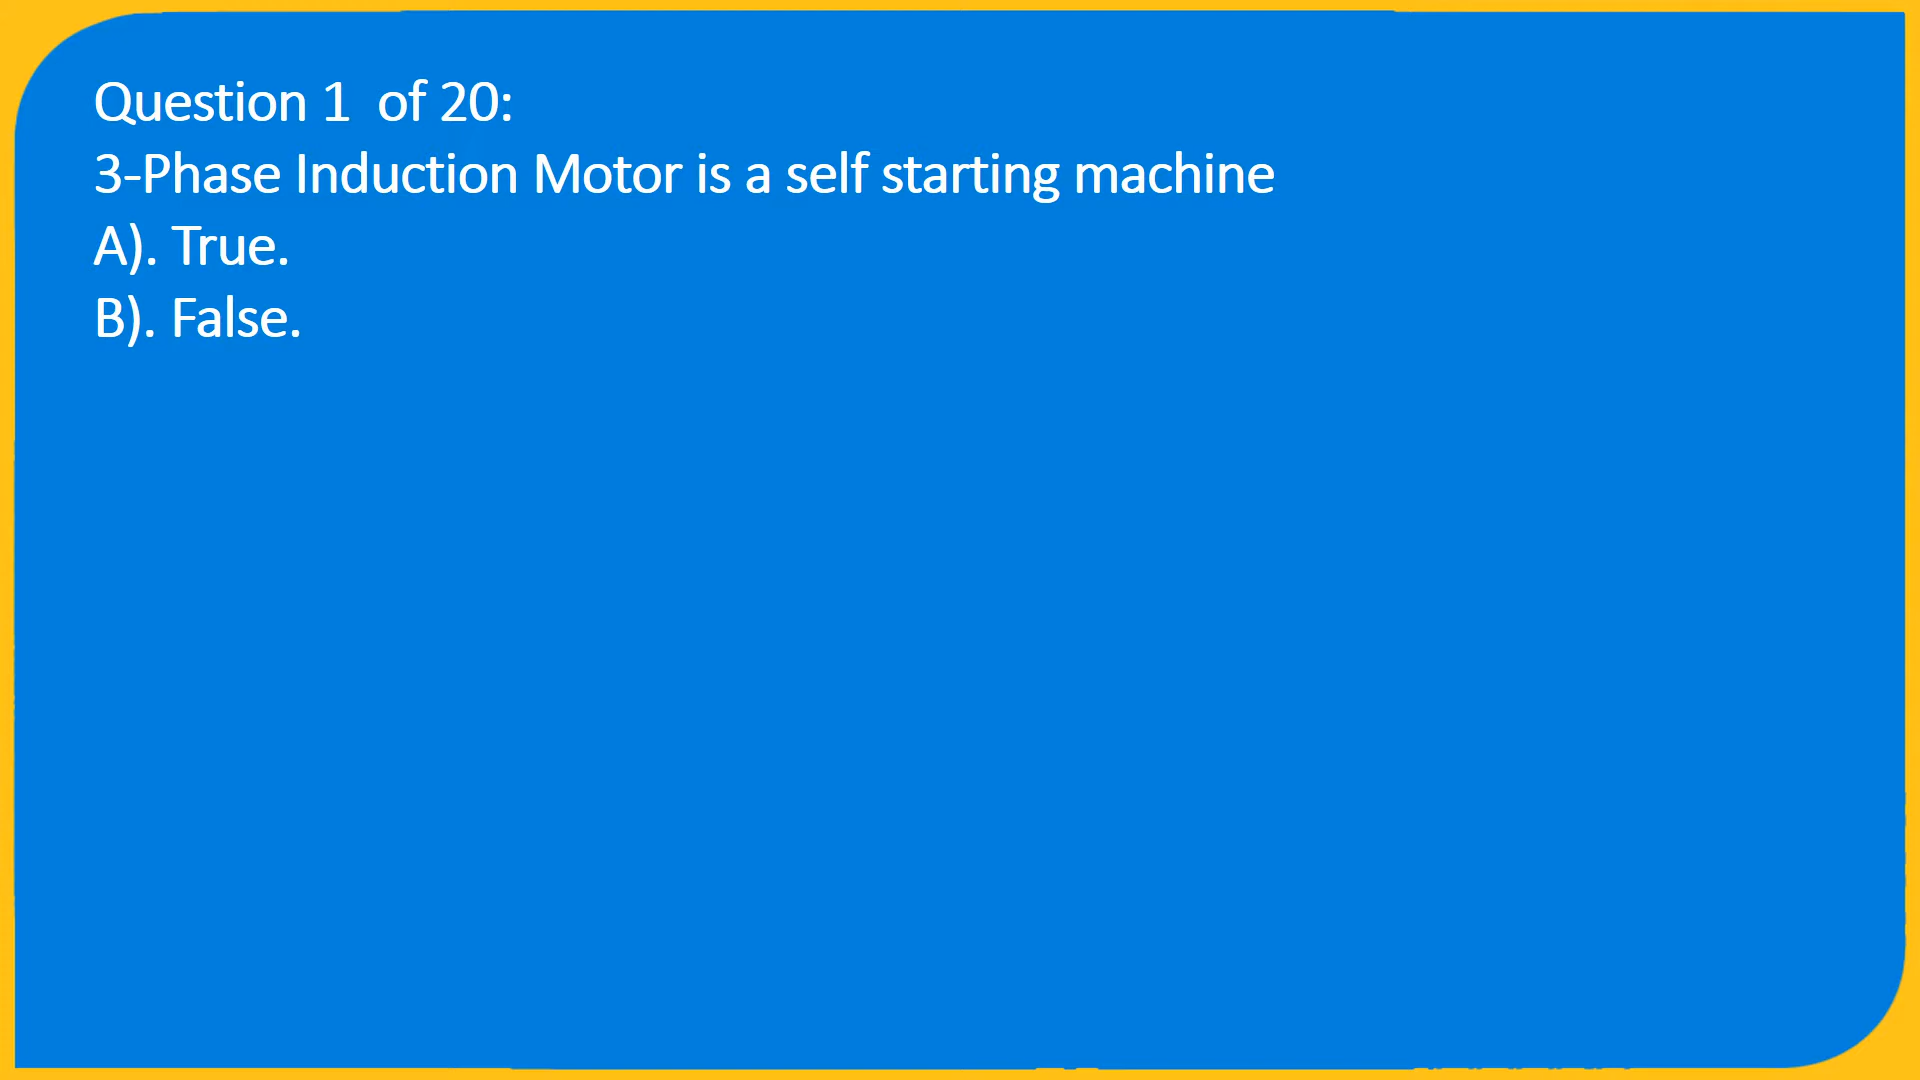 Question 1  of 20:
3-Phase Induction Motor is a self starting machine
A). True.
B). False.